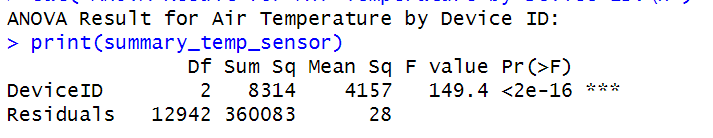 ANOVA Result for Air Temperature by Device ID:
> print(summary_temp_sensor)
Df Sum Sq Mean Sq F value Pr(>F)
DeviceID 2 8314 4157 149.4 <2e-16 ***
Residuals 12942 360083 28